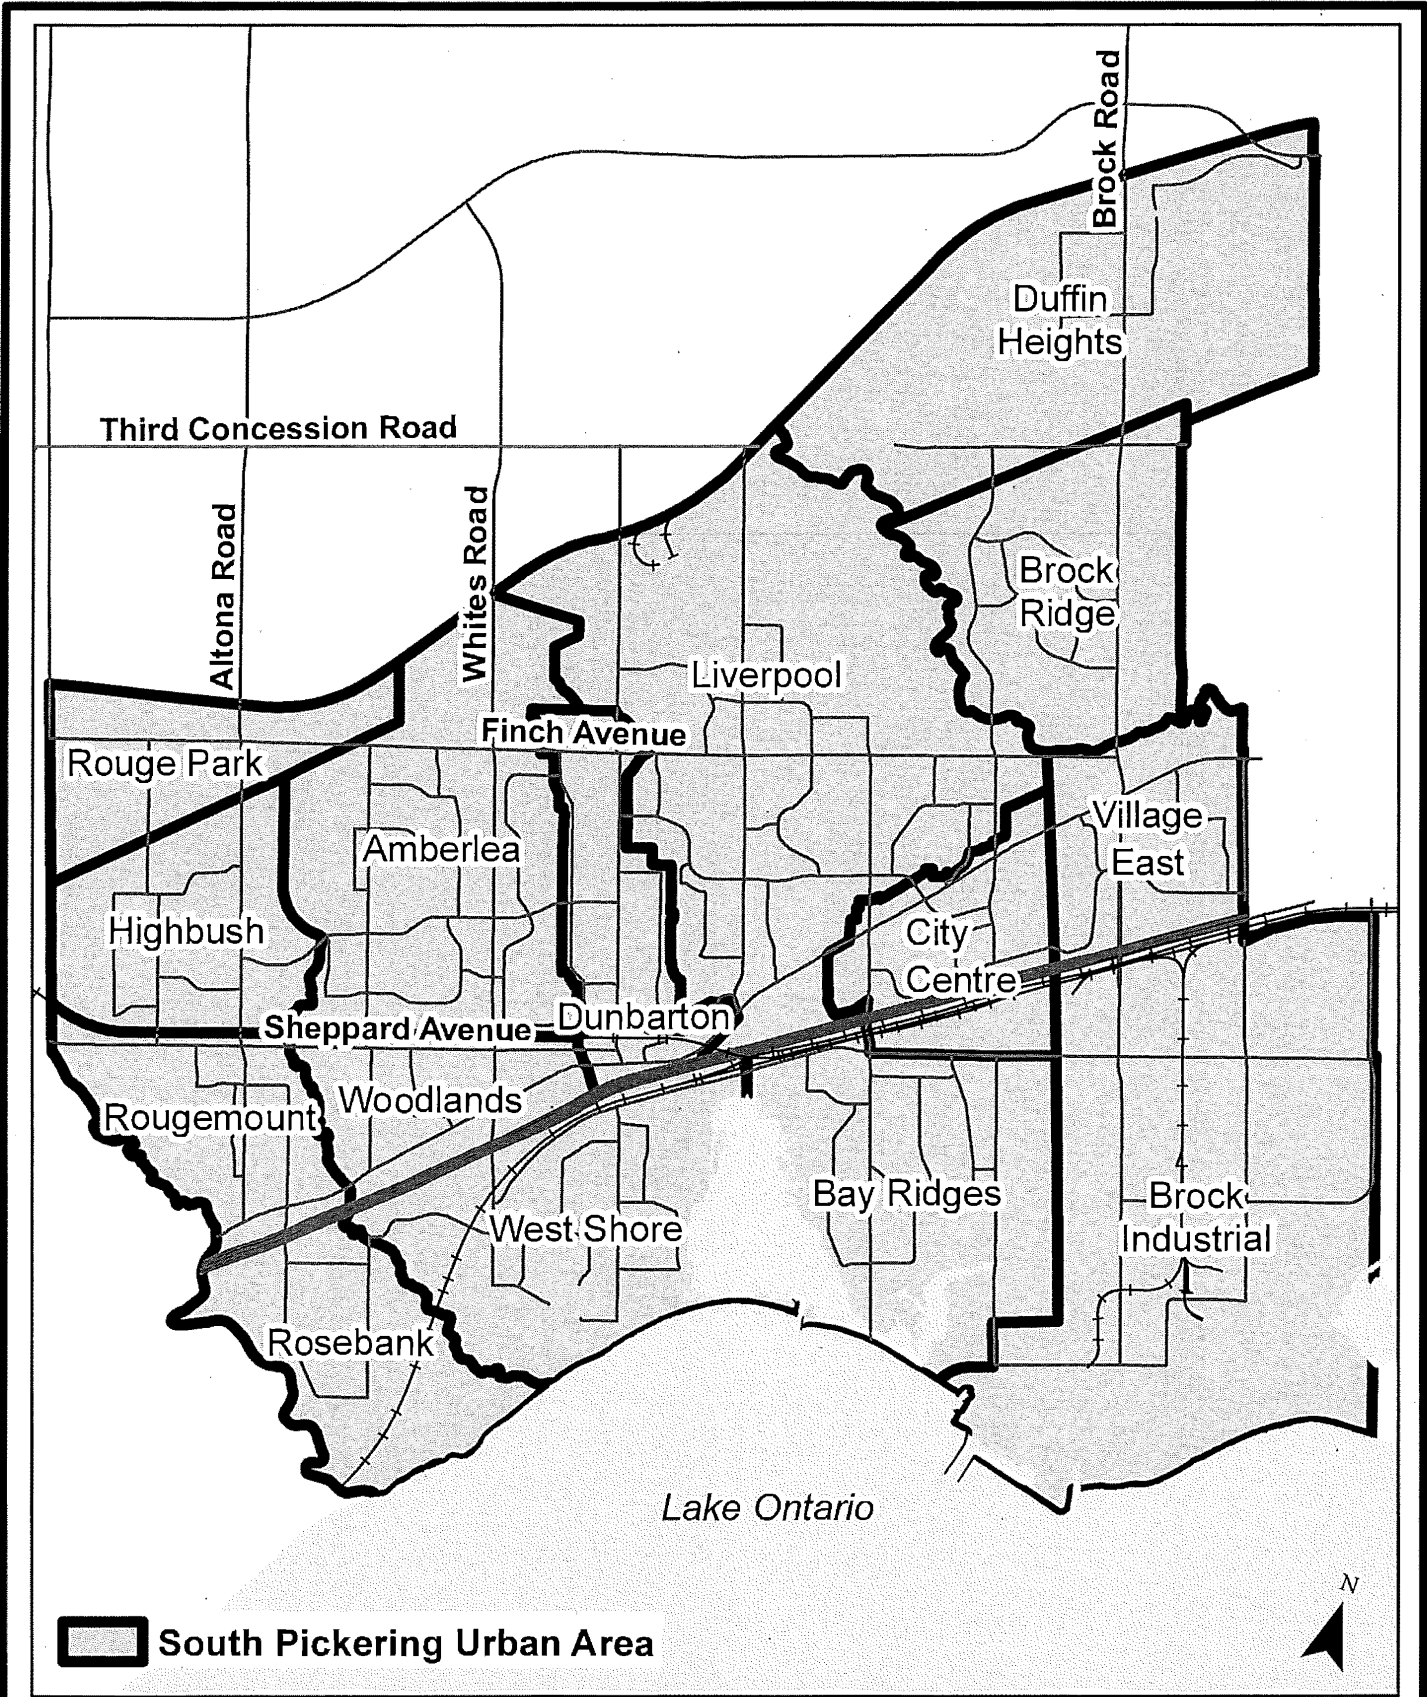 Brock Road
Duffin
Heights
Third Concession Road
Altona Road
Whites Road
Brock
Ridge
Liverpool
Finch Avenue
Rouge Park
Village
East
Amberlea
Highbush
City
Centre
Sheppard Avenue
Dunbarton
Woodlands
Rougemount
Bay Ridges
Brock
Industrial
West Shore
Rosebank
Lake Ontario
N
South Pickering Urban Area